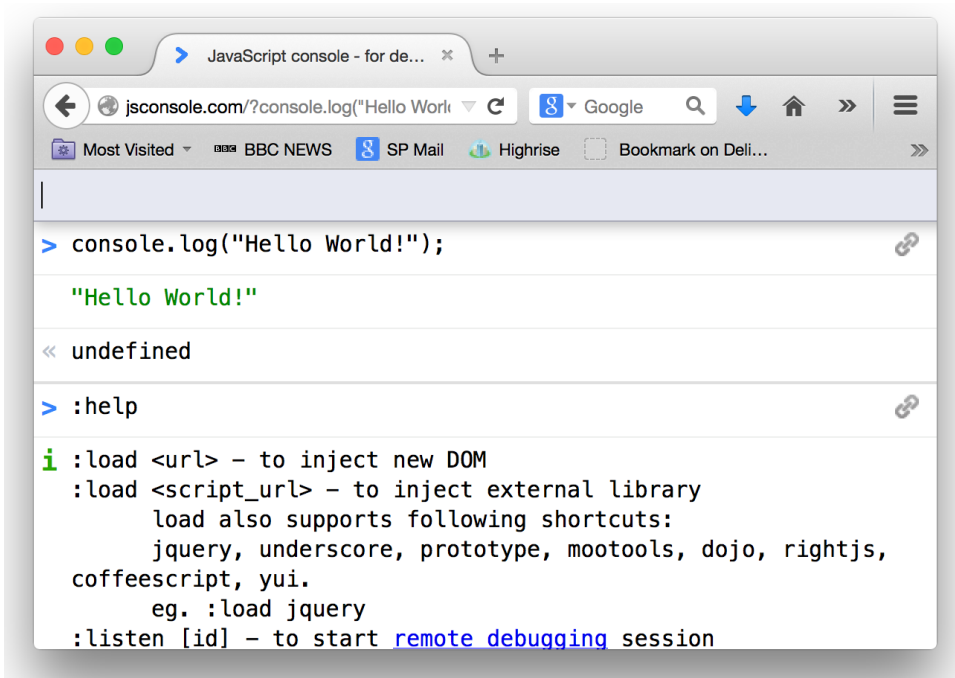 JavaScript console - for de...
jsconsole.com/?console.log("Hello Worl
8 Google
Most Visited BBC NEWS 8 SP Mail Highrise Bookmark on Deli...
> console.log("Hello World!");
"Hello World!"
« undefined
> :help
i :load <url> – to inject new DOM
:load <script_url> – to inject external library
load also supports following shortcuts:
jquery, underscore, prototype, mootools, dojo, rightjs,
coffeescript, yui.
eg. :load jquery
:listen [id] – to start remote debugging session